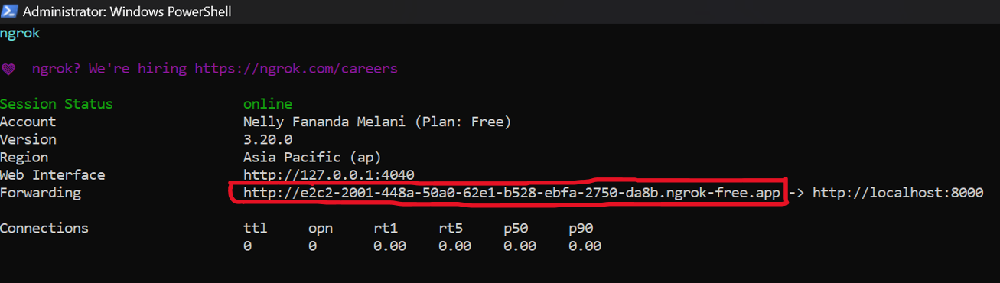 Administrator: Windows PowerShell
ngrok
ngrok? We're hiring https://ngrok.com/careers
Session Status online
Account Nelly Fananda Melani (Plan: Free)
Version 3.20.0
Region Asia Pacific (ap)
Web Interface http://127.0.0.1:4040
Forwarding http://e2c2-2001-448a-50a0-62e1-b528-ebfa-2750-da8b.ngrok-free.app -> http://localhost:8000
Connections ttl opn rt1 rt5 p50 p90
0 0 0.00 0.00 0.00 0.00